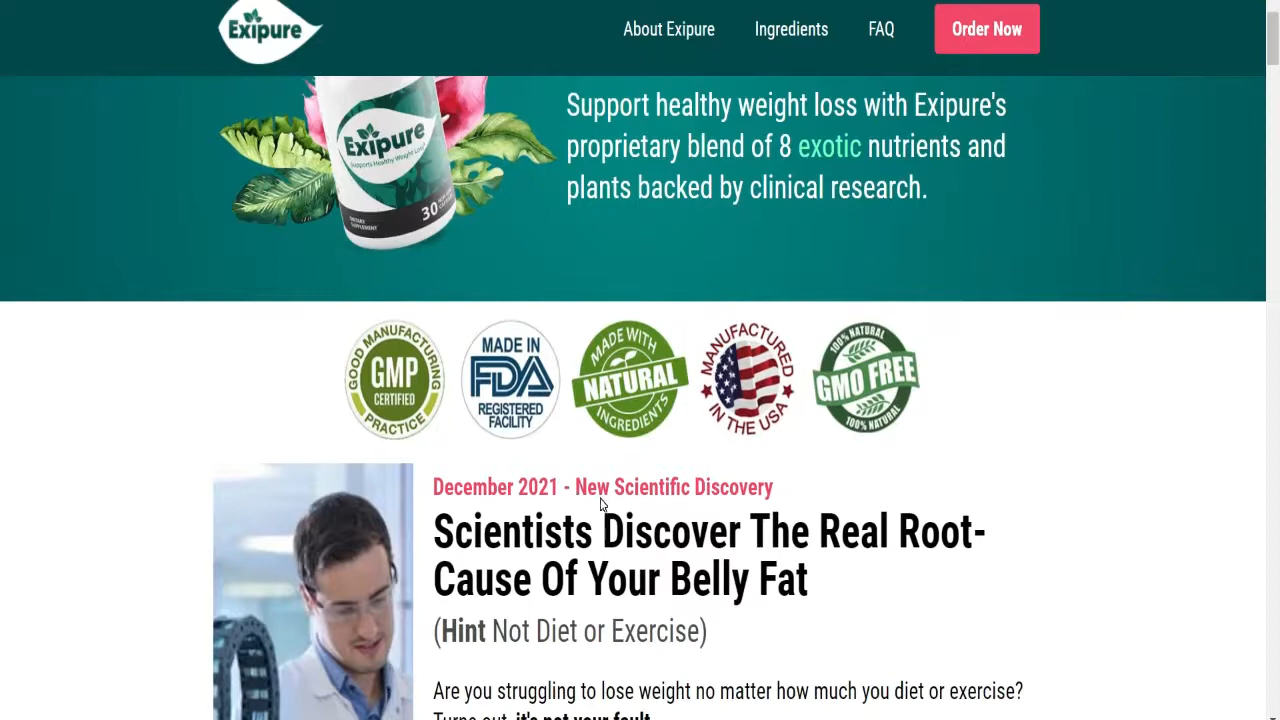 Exipure
About Exipure
Ingredients
FAQ
Order Now
Support healthy weight loss with Exipure's
proprietary blend of 8 exotic nutrients and
plants backed by clinical research.
Exipure
Supports Healthy Weight Loss
DIETARY
SUPPLEMENT
30
GOOD MANUFACTURING
GMP
CERTIFIED
PRACTICE
MADE IN
FDA
REGISTERED
FACILITY
MADE WITH
NATURAL
INGREDIENTS
MANUFACTURED
IN THE USA
100% NATURAL
GMO FREE
100% NATURAL
December 2021 - New Scientific Discovery
Scientists Discover The Real Root-
Cause Of Your Belly Fat
(Hint Not Diet or Exercise)
Are you struggling to lose weight no matter how much you diet or exercise?
Turns out, it's not your fault